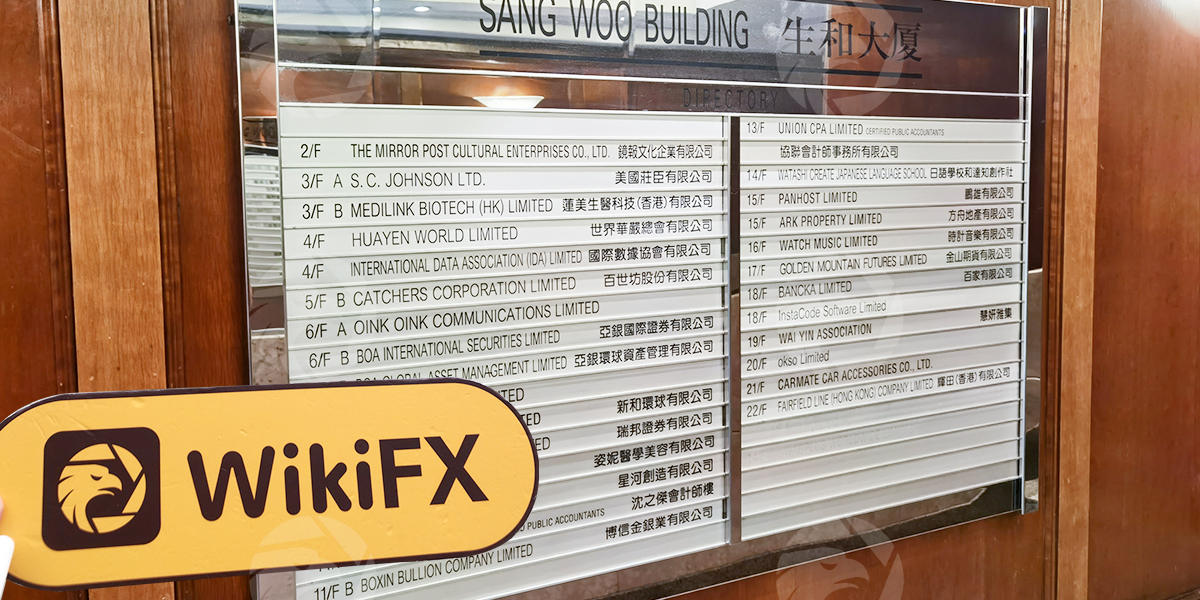 SANG WOO BUILDING 生和大厦
DIRECTORY
2/F THE MIRROR POST CULTURAL ENTERPRISES CO., LTD. 鏡報文化企業有限公司
3/F A S.C. JOHNSON LTD. 美國莊臣有限公司
3/F B MEDILINK BIOTECH (HK) LIMITED 蓮美生醫科技(香港)有限公司
4/F HUAYEN WORLD LIMITED 世界華嚴總會有限公司
4/F INTERNATIONAL DATA ASSOCIATION (IDA) LIMITED 國際數據協會有限公司
5/F B CATCHERS CORPORATION LIMITED 百世坊股份有限公司
6/F A OINK OINK COMMUNICATIONS LIMITED
6/F B BOA INTERNATIONAL SECURITIES LIMITED 亞銀國際證券有限公司
GLOBAL ASSET MANAGEMENT LIMITED 亞銀環球資產管理有限公司
新和環球有限公司
瑞邦證券有限公司
姿妮醫學美容有限公司
星河創造有限公司
沈之傑會計師樓
PUBLIC ACCOUNTANTS
博信金銀業有限公司
11/F B BOXIN BULLION COMPANY LIMITED
13/F UNION CPA LIMITED CERTIFIED PUBLIC ACCOUNTANTS
協聯會計師事務所有限公司
14/F WATASHI CREATE JAPANESE LANGUAGE SCHOOL 日語學校和達知創作社
15/F PANHOST LIMITED 鵬雄有限公司
15/F ARK PROPERTY LIMITED 方舟地產有限公司
16/F WATCH MUSIC LIMITED 時計音樂有限公司
17/F GOLDEN MOUNTAIN FUTURES LIMITED 金山期貨有限公司
18/F BANCKA LIMITED 百家有限公司
18/F InstaCode Software Limited
19/F WAI YIN ASSOCIATION 慧妍雅集
20/F okso Limited
21/F CARMATE CAR ACCESSORIES CO., LTD.
22/F FAIRFIELD LINE (HONG KONG) COMPANY LIMITED 輝田(香港)有限公司
WikiFX